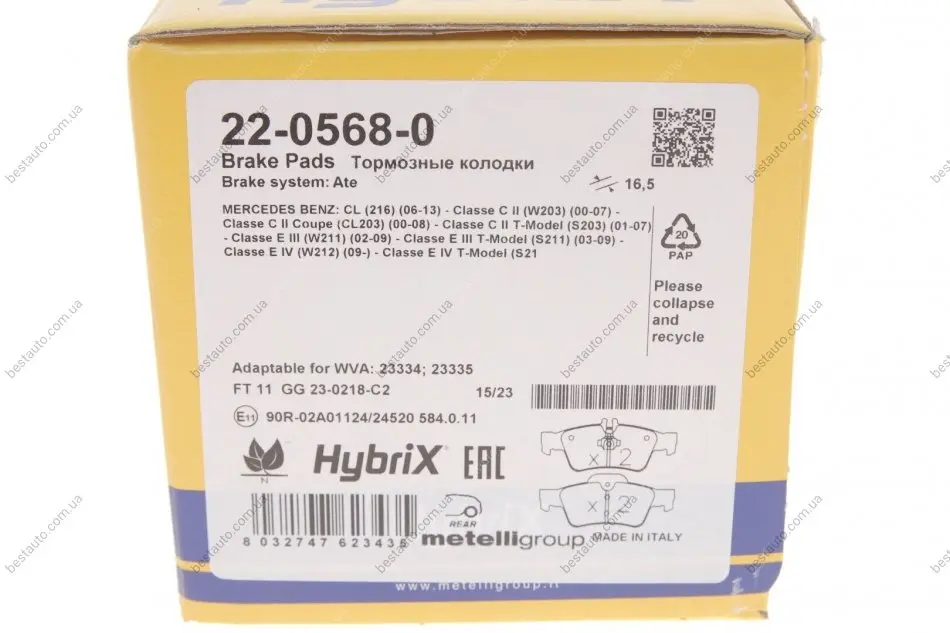 22-0568-0
Brake Pads Тормозные колодки
Brake system: Ate
16,5
MERCEDES BENZ: CL (216) (06-13) - Classe C II (W203) (00-07) -
Classe C II Coupe (CL203) (00-08) - Classe C II T-Model (S203) (01-07)
- Classe E III (W211) (02-09) - Classe E III T-Model (S211) (03-09) -
Classe E IV (W212) (09-) - Classe E IV T-Model (S21
20
PAP
Please
collapse
and
recycle
Adaptable for WVA: 23334; 23335
FT 11 GG 23-0218-C2
15/23
E11 90R-02A01124/24520 584.0.11
N
HybriX EAC
x 2
x 2
REAR
8 032747 623436
metelligroup MADE IN ITALY
www.metelligroup.it
bestauto.com.ua